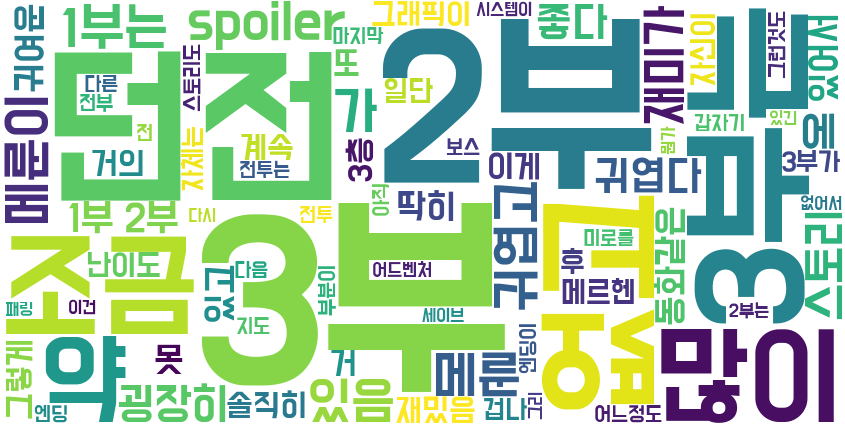 1부는
spoiler
그래픽이
시스템이
좋다
재미가
자신이
그런것도
귀여운
스토리도
다른
전부
던전
또
마지막
일단
2부
드
있어서
갑자기
있긴
뭔가
에
3부가
메론이
거의
전
자체는
계속
전투는
가
3층
보스
이게
귀엽다
1부 2부
다시
전투
아직
딱히
귀엽고
고
동화같은
3부
없어서
스토리
조금
난이도
있고
다음
지도
3부
부분이
어드벤처
미로를
후
메르헨
2부는
패링
이건
세이브
엔딩이
없
그렇게
엔딩
약
못
굉장히
솔직히
있음
거
재밌음
메르
겁나
그리
어느정도
많이